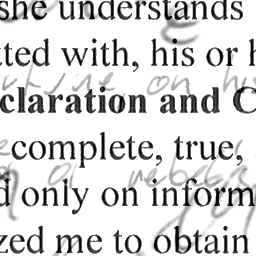 she understands
tted with, his or h
claration and C
complete, true,
d only on inform
zed me to obtain